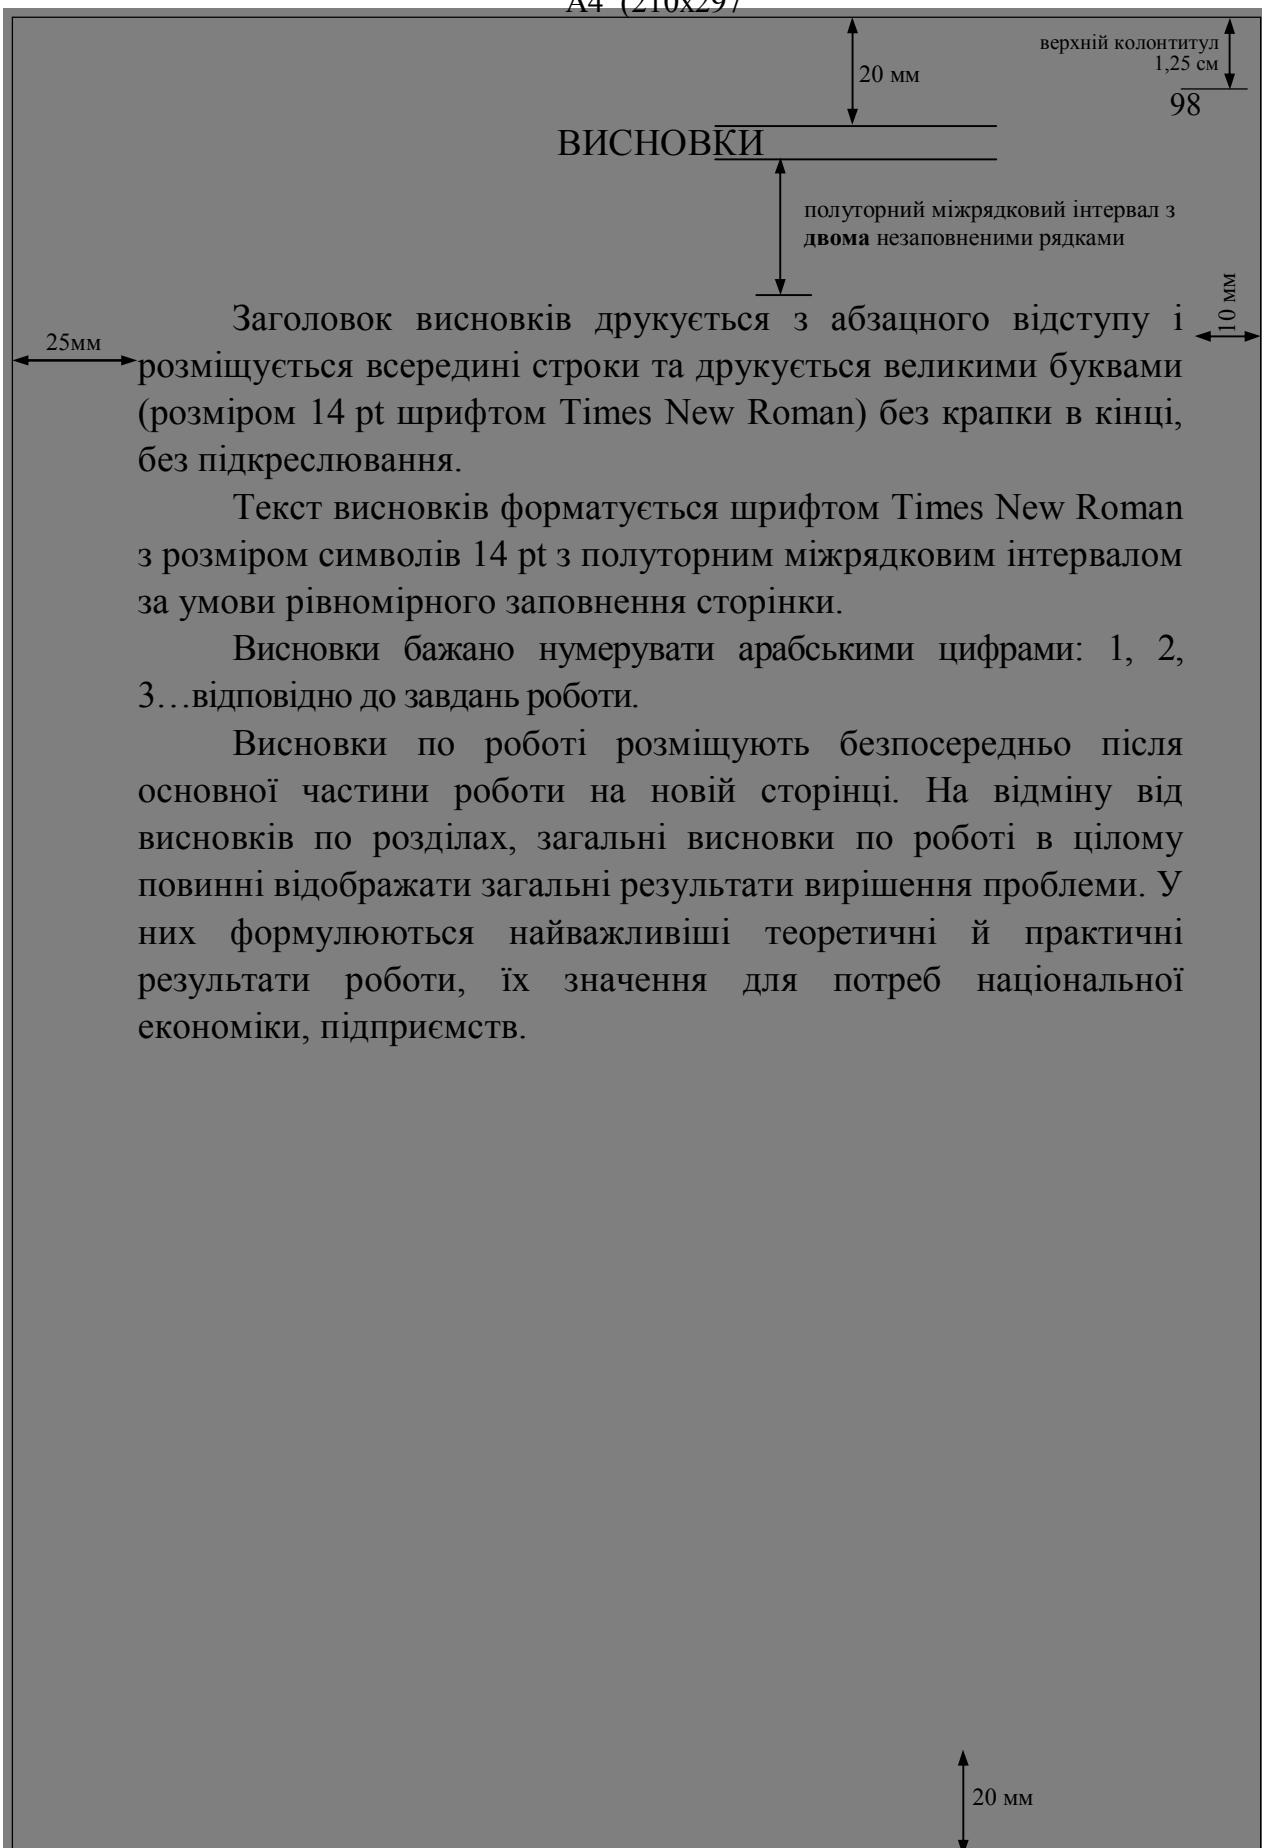 А4 (210х297
верхній колонтитул
1,25 см
20 мм
98
ВИСНОВКИ
полуторний міжрядковий інтервал з
двома незаповненими рядками
10 мм
25мм
Заголовок висновків друкується з абзацного відступу і
розміщується всередині строки та друкується великими буквами
(розміром 14 pt шрифтом Times New Roman) без крапки в кінці,
без підкреслювання.
Текст висновків форматується шрифтом Times New Roman
з розміром символів 14 pt з полуторним міжрядковим інтервалом
за умови рівномірного заповнення сторінки.
Висновки бажано нумерувати арабськими цифрами: 1, 2,
3…відповідно до завдань роботи.
Висновки по роботі розміщують безпосередньо після
основної частини роботи на новій сторінці. На відміну від
висновків по розділах, загальні висновки по роботі в цілому
повинні відображати загальні результати вирішення проблеми. У
них формулюються найважливіші теоретичні й практичні
результати роботи, їх значення для потреб національної
економіки, підприємств.
20 мм